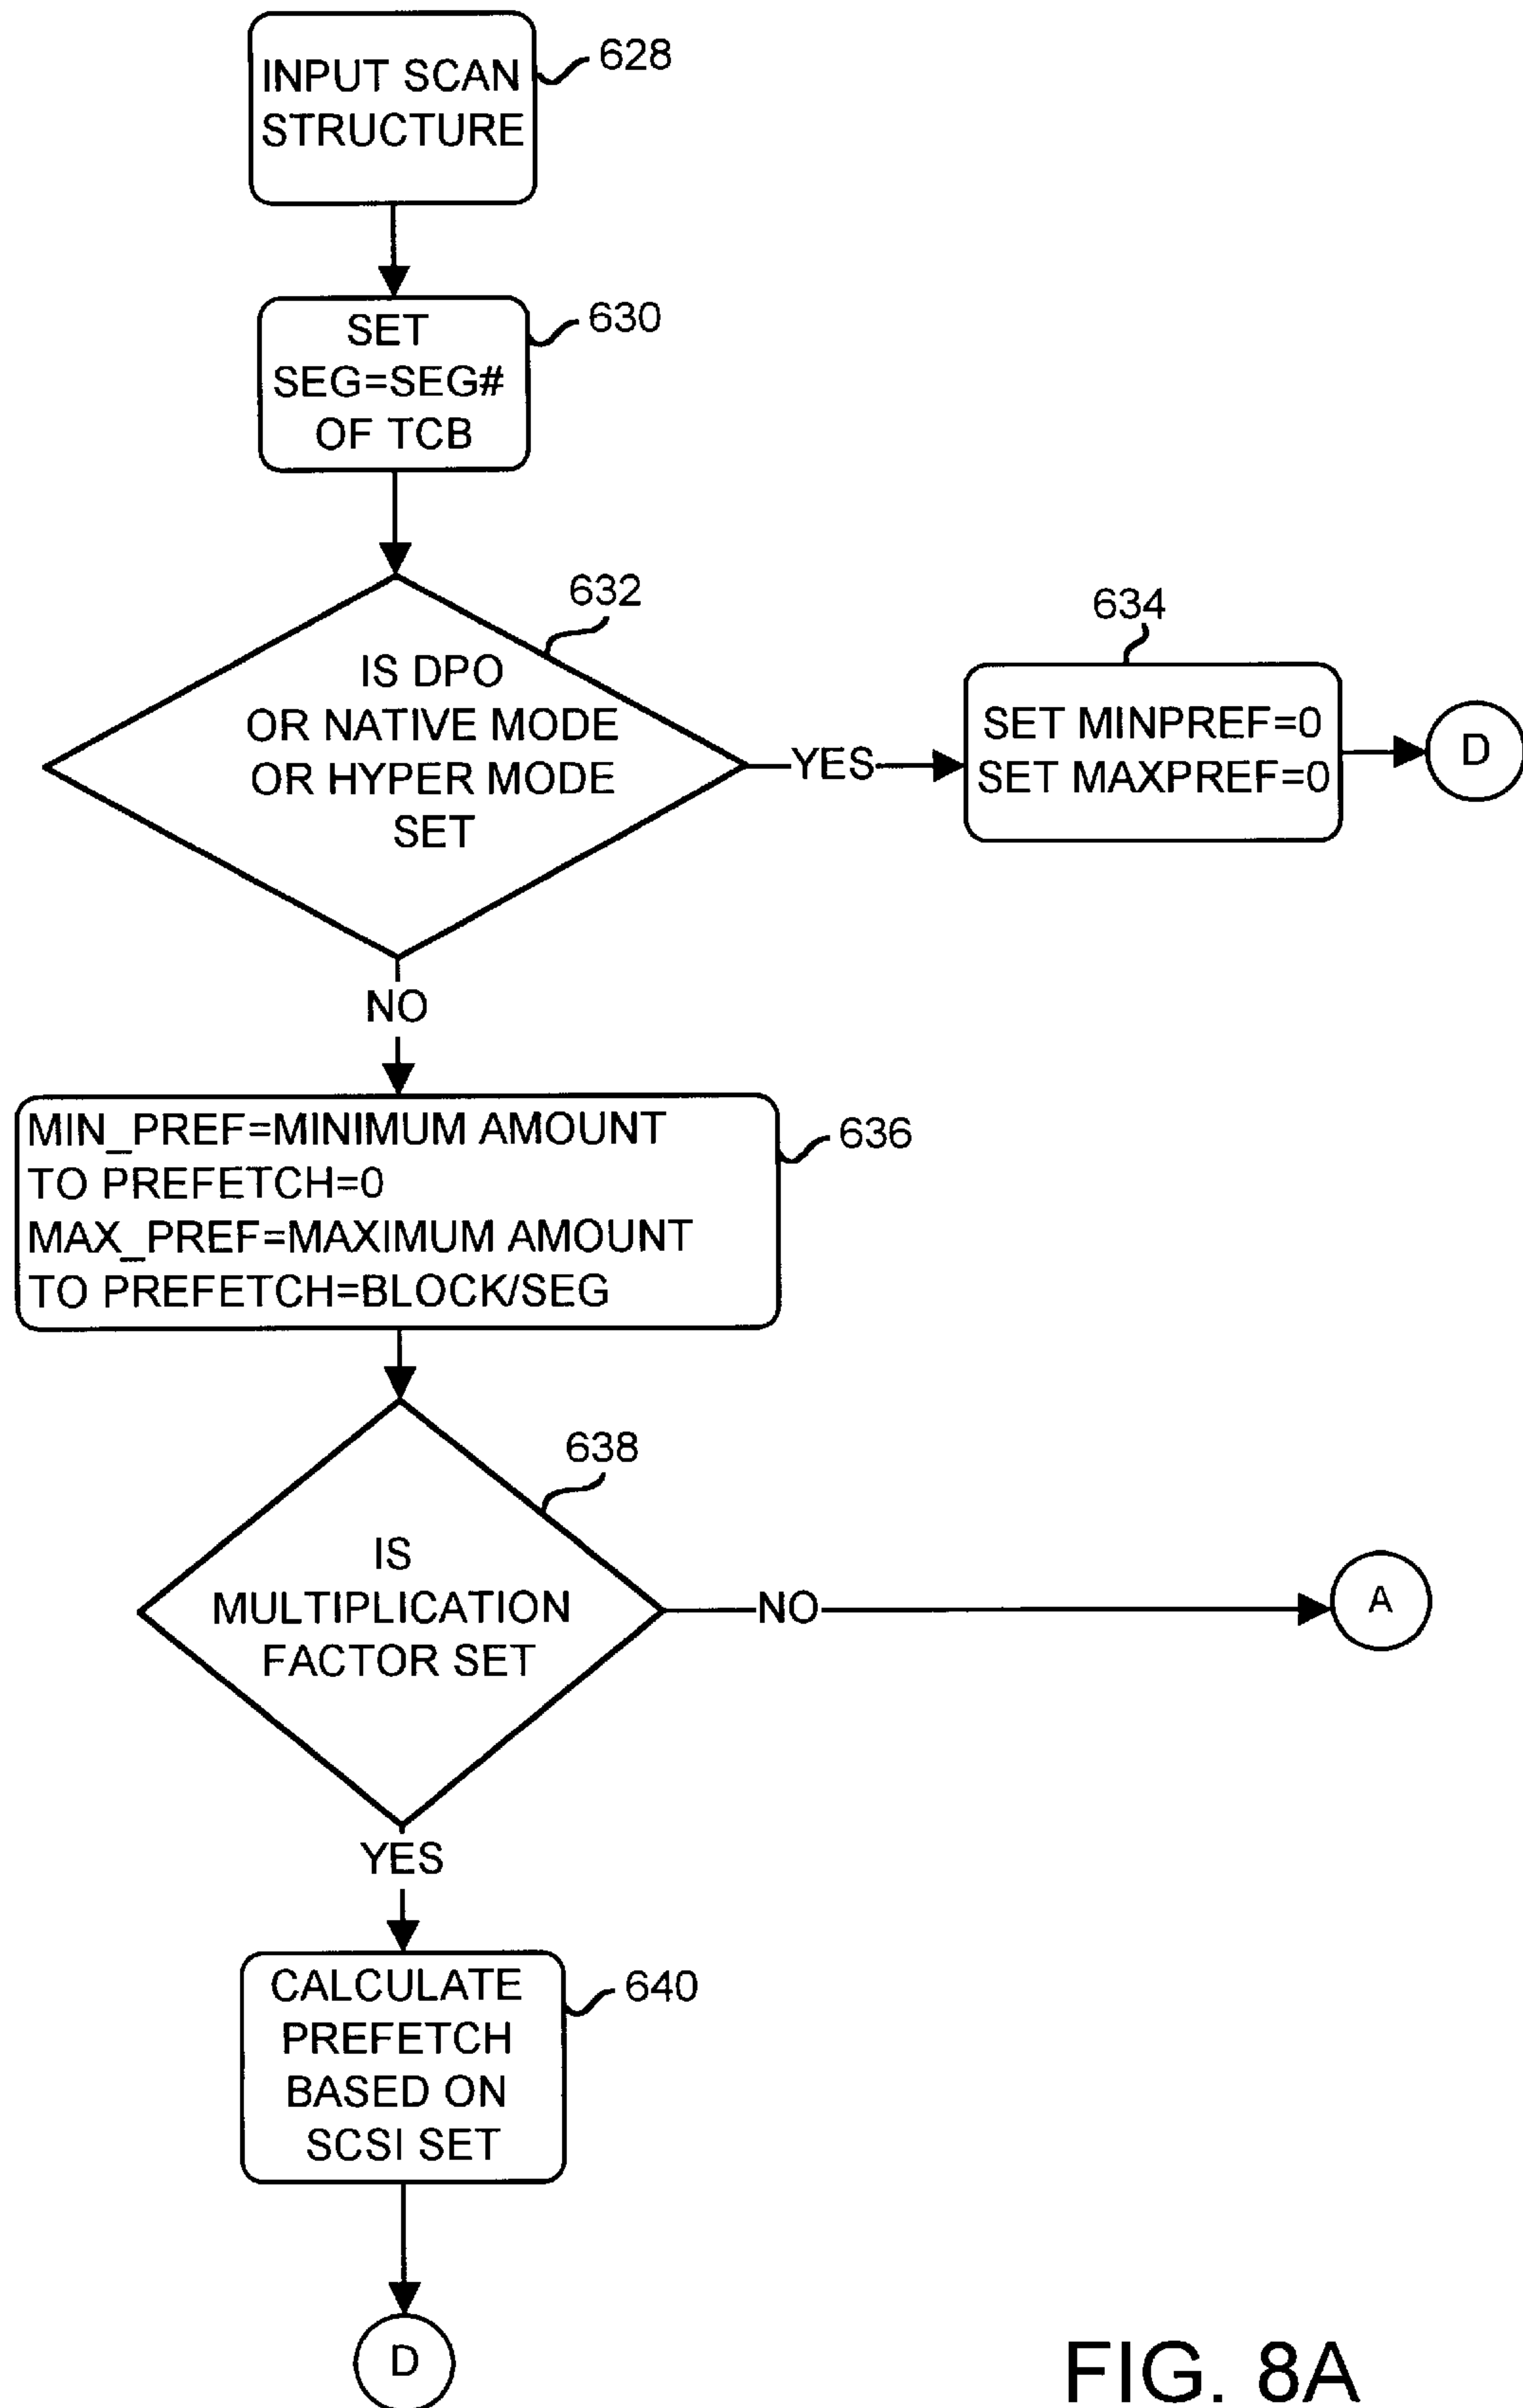 INPUT SCAN
STRUCTURE
628
SET
SEG=SEG#
OF TCB
630
632
IS DPO
OR NATIVE MODE
OR HYPER MODE
SET
YES
634
SET MINPREF=0
SET MAXPREF=0
D
NO
MIN_PREF=MINIMUM AMOUNT
TO PREFETCH=0
MAX_PREF=MAXIMUM AMOUNT
TO PREFETCH=BLOCK/SEG
636
638
IS
MULTIPLICATION
FACTOR SET
NO
A
YES
CALCULATE
PREFETCH
BASED ON
SCSI SET
640
D
FIG. 8A